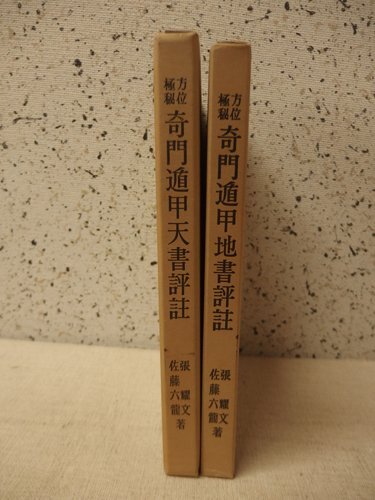 方位
極秘
奇門遁甲天書評註
張耀文
佐藤六龍
著
方位
極秘
奇門遁甲地書評註
張耀文
佐藤六龍
著